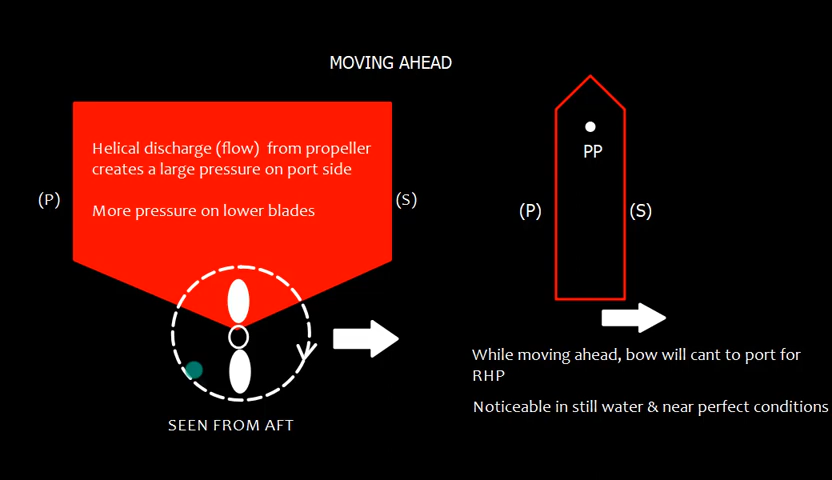 MOVING AHEAD
Helical discharge (flow) from propeller
creates a large pressure on port side
More pressure on lower blades
(P)
(S)
SEEN FROM AFT
PP
(P)
(S)
While moving ahead, bow will cant to port for
RHP
Noticeable in still water & near perfect conditions